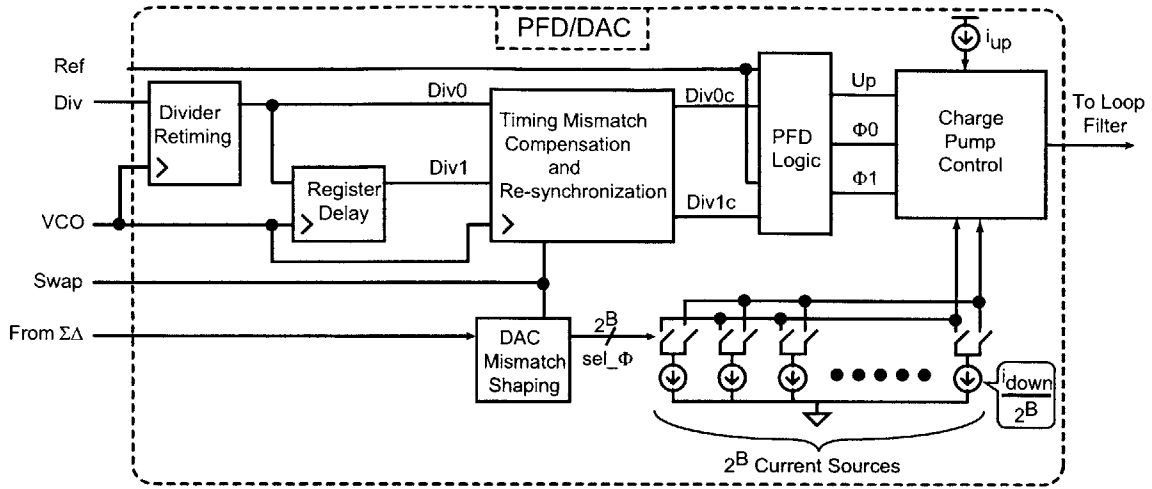 PFD/DAC
i_up
Ref
Div
VCO
Swap
From ΣΔ
Divider
Retiming
Register
Delay
Div0
Div1
Timing Mismatch
Compensation
and
Re-synchronization
Div0c
Div1c
PFD
Logic
Up
Φ0
Φ1
Charge
Pump
Control
To Loop
Filter
DAC
Mismatch
Shaping
2^B
sel_Φ
i_down
2^B
2^B Current Sources